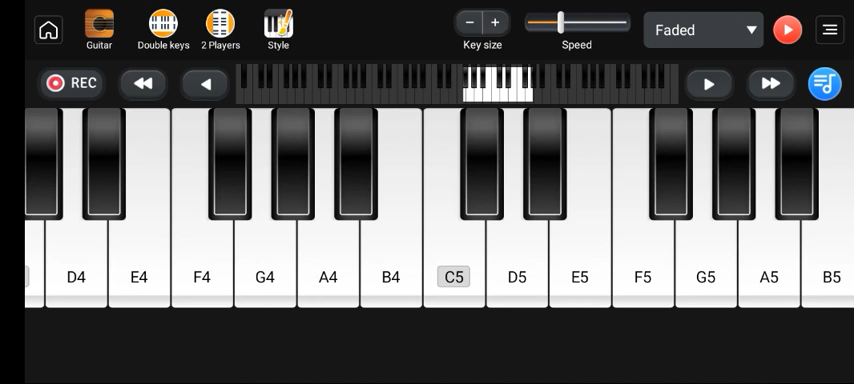 Guitar
Double keys
2 Players
Style
− +
Key size
Speed
Faded
REC
D4 E4 F4 G4 A4 B4 C5 D5 E5 F5 G5 A5 B5